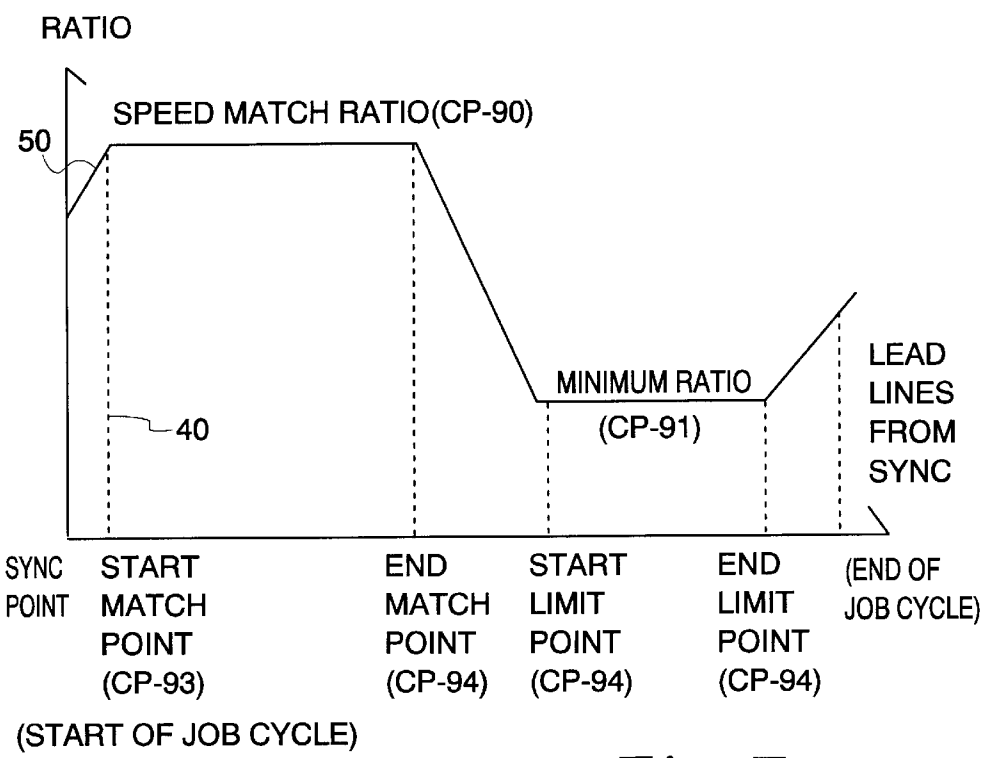 RATIO
SPEED MATCH RATIO(CP-90)
50
40
MINIMUM RATIO
(CP-91)
LEAD
LINES
FROM
SYNC
SYNC
POINT
START
MATCH
POINT
(CP-93)
END
MATCH
POINT
(CP-94)
START
LIMIT
POINT
(CP-94)
END
LIMIT
POINT
(CP-94)
(END OF
JOB CYCLE)
(START OF JOB CYCLE)